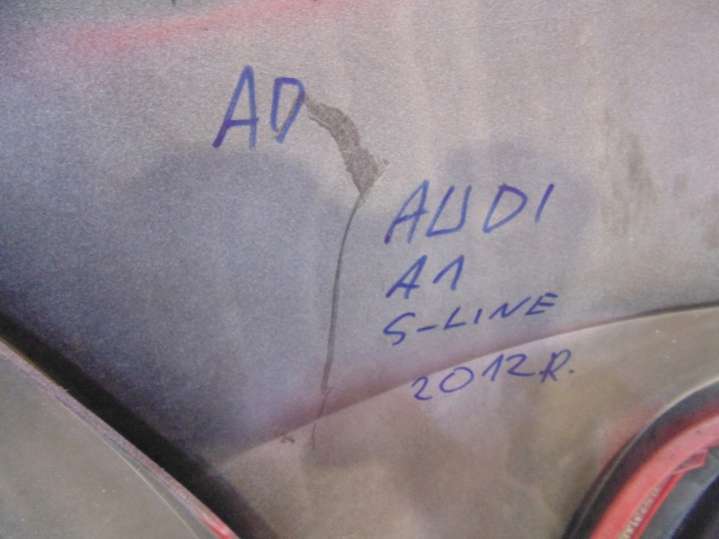 AD
AUDI
A1
S-LINE
2012R.